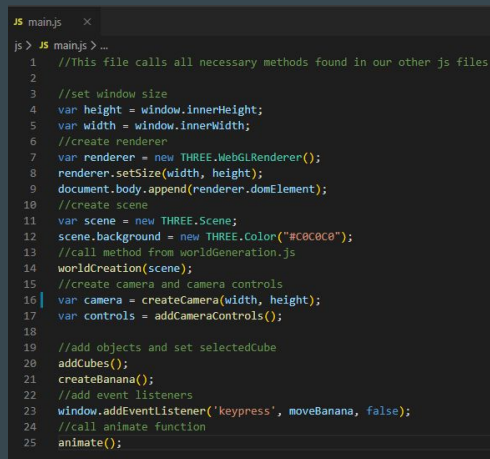 JS main.js ×
js > JS main.js > ...
1 //This file calls all necessary methods found in our other js files
2
3 //set window size
4 var height = window.innerHeight;
5 var width = window.innerWidth;
6 //create renderer
7 var renderer = new THREE.WebGLRenderer();
8 renderer.setSize(width, height);
9 document.body.append(renderer.domElement);
10 //create scene
11 var scene = new THREE.Scene;
12 scene.background = new THREE.Color("#C0C0C0");
13 //call method from worldGeneration.js
14 worldCreation(scene);
15 //create camera and camera controls
16 var camera = createCamera(width, height);
17 var controls = addCameraControls();
18
19 //add objects and set selectedCube
20 addCubes();
21 createBanana();
22 //add event listeners
23 window.addEventListener('keypress', moveBanana, false);
24 //call animate function
25 animate();